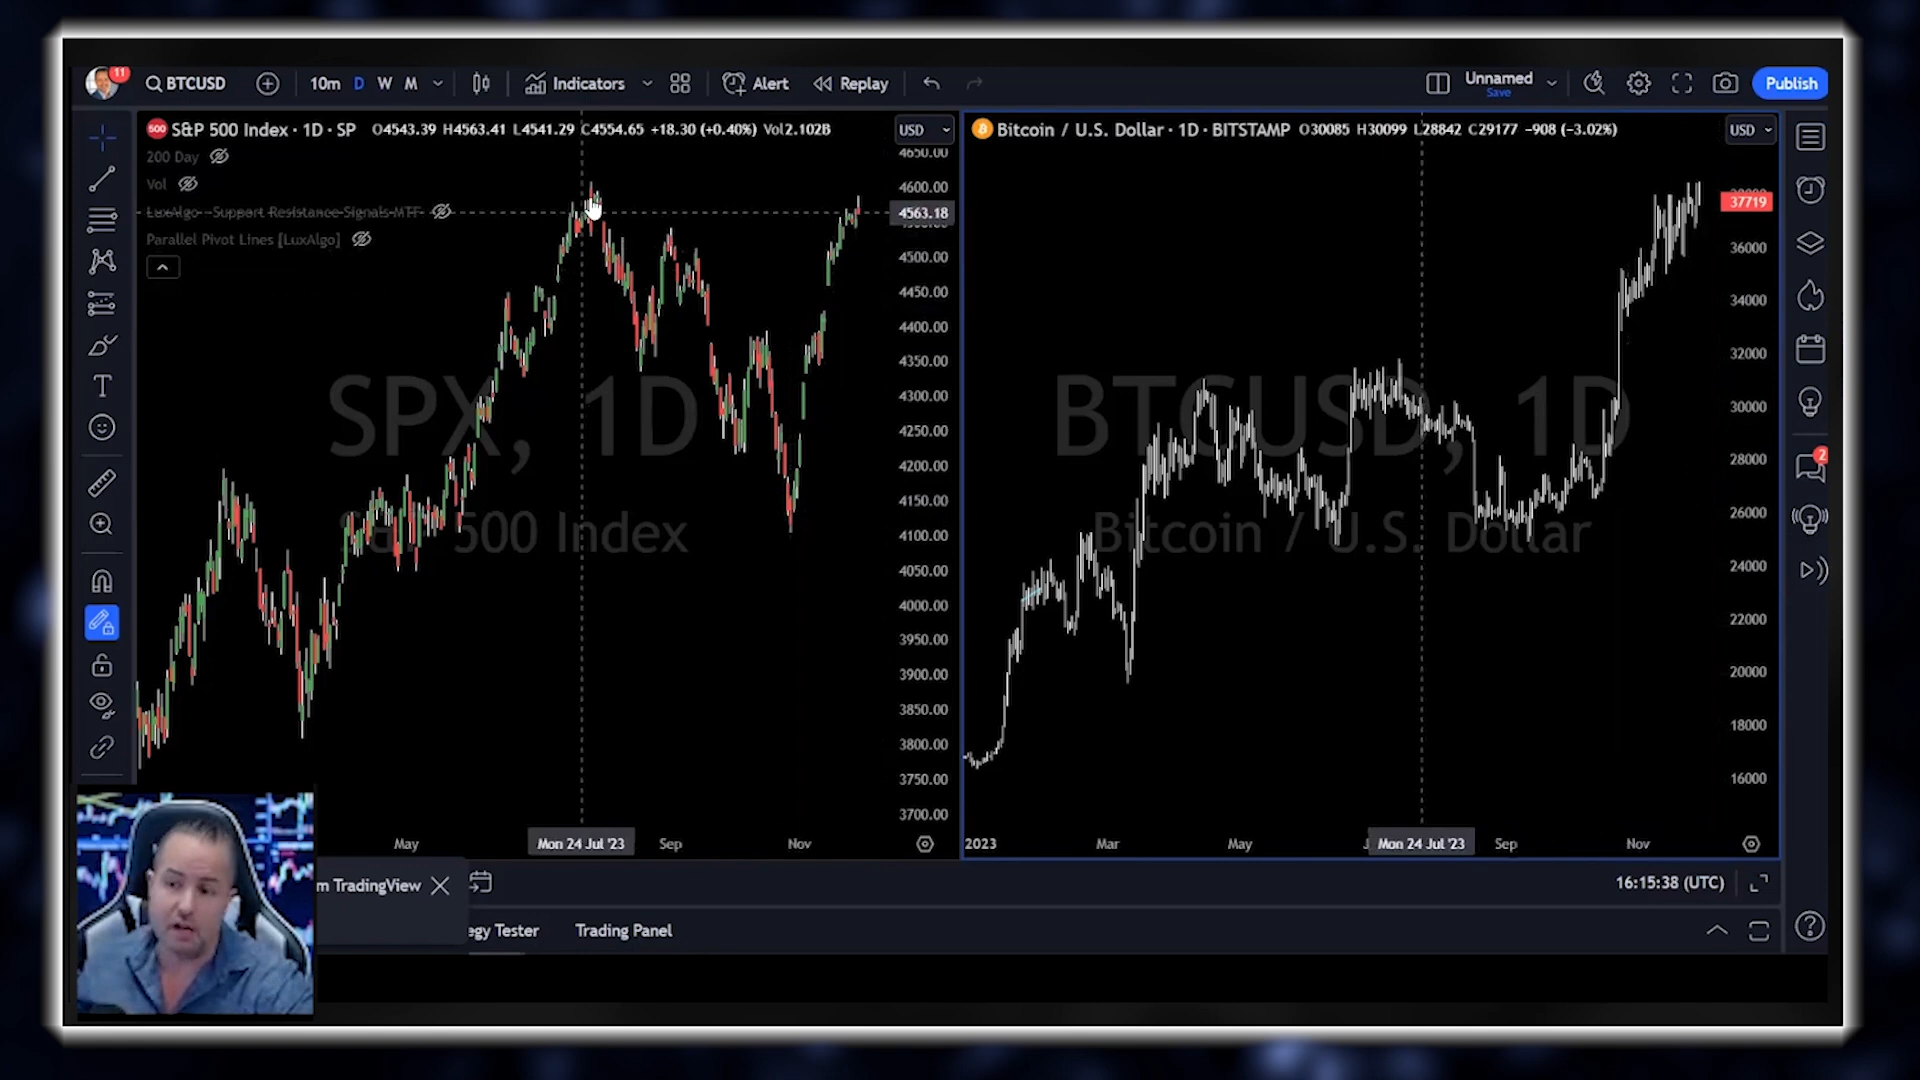 11
BTCUSD
10m D W M
Indicators
Alert
Replay
Unnamed
Save
Publish
500 S&P 500 Index · 1D · SP O4543.39 H4563.41 L4541.29 C4554.65 +18.30 (+0.40%) Vol2.102B
USD
200 Day
Vol
LuxAlgo - Support Resistance Signals MTF
Parallel Pivot Lines [LuxAlgo]
4650.00
4600.00
4563.18
4500.00
4450.00
4400.00
4350.00
4300.00
4250.00
4200.00
4150.00
4100.00
4050.00
4000.00
3950.00
3900.00
3850.00
3800.00
3750.00
3700.00
SPX, 1D
S&P 500 Index
May
Mon 24 Jul '23
Sep
Nov
Bitcoin / U.S. Dollar · 1D · BITSTAMP O30085 H30099 L28842 C29177 −908 (−3.02%)
USD
37719
36000
34000
32000
30000
28000
26000
24000
22000
20000
18000
16000
BTCUSD, 1D
Bitcoin / U.S. Dollar
2023
Mar
May
Mon 24 Jul '23
Sep
Nov
2
m TradingView
16:15:38 (UTC)
egy Tester
Trading Panel